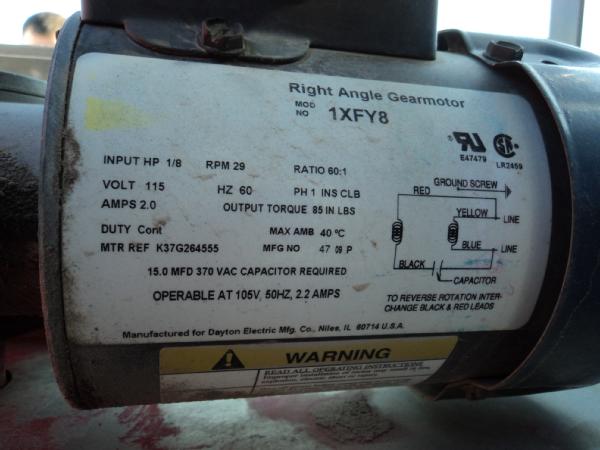 Right Angle Gearmotor
MOD NO 1XFY8
E47479 LR2459
INPUT HP 1/8 RPM 29 RATIO 60:1
VOLT 115 HZ 60 PH 1 INS CLB
AMPS 2.0 OUTPUT TORQUE 85 IN LBS
DUTY Cont MAX AMB 40 °C
MTR REF K37G264555 MFG NO 47 09 P
15.0 MFD 370 VAC CAPACITOR REQUIRED
OPERABLE AT 105V, 50HZ, 2.2 AMPS
GROUND SCREW
RED
YELLOW
LINE
BLUE
LINE
BLACK
CAPACITOR
TO REVERSE ROTATION INTER-
CHANGE BLACK & RED LEADS
Manufactured for Dayton Electric Mfg. Co., Niles, IL 60714 U.S.A.
WARNING
READ ALL OPERATING INSTRUCTIONS